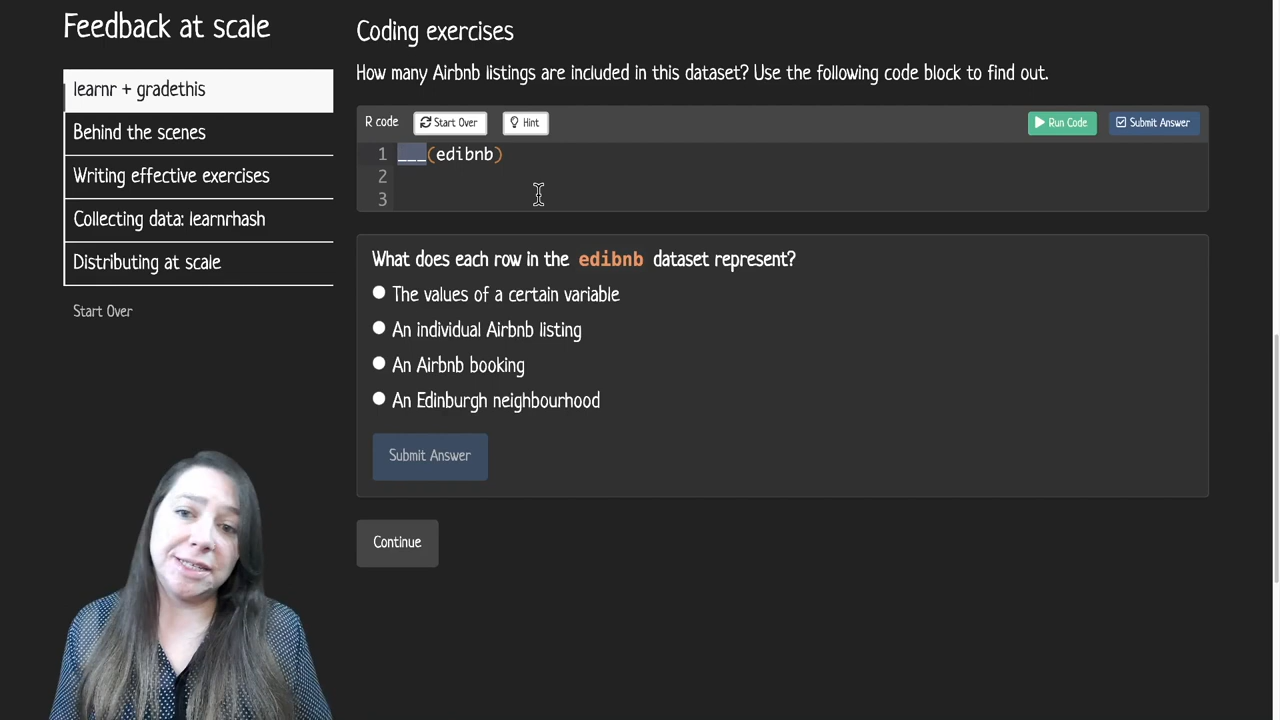 Feedback at scale
learnr + gradethis
Behind the scenes
Writing effective exercises
Collecting data: learnrhash
Distributing at scale
Start Over
Coding exercises
How many Airbnb listings are included in this dataset? Use the following code block to find out.
R code Start Over Hint Run Code Submit Answer
1 ___(edibnb)
2
3
What does each row in the edibnb dataset represent?
The values of a certain variable
An individual Airbnb listing
An Airbnb booking
An Edinburgh neighbourhood
Submit Answer
Continue